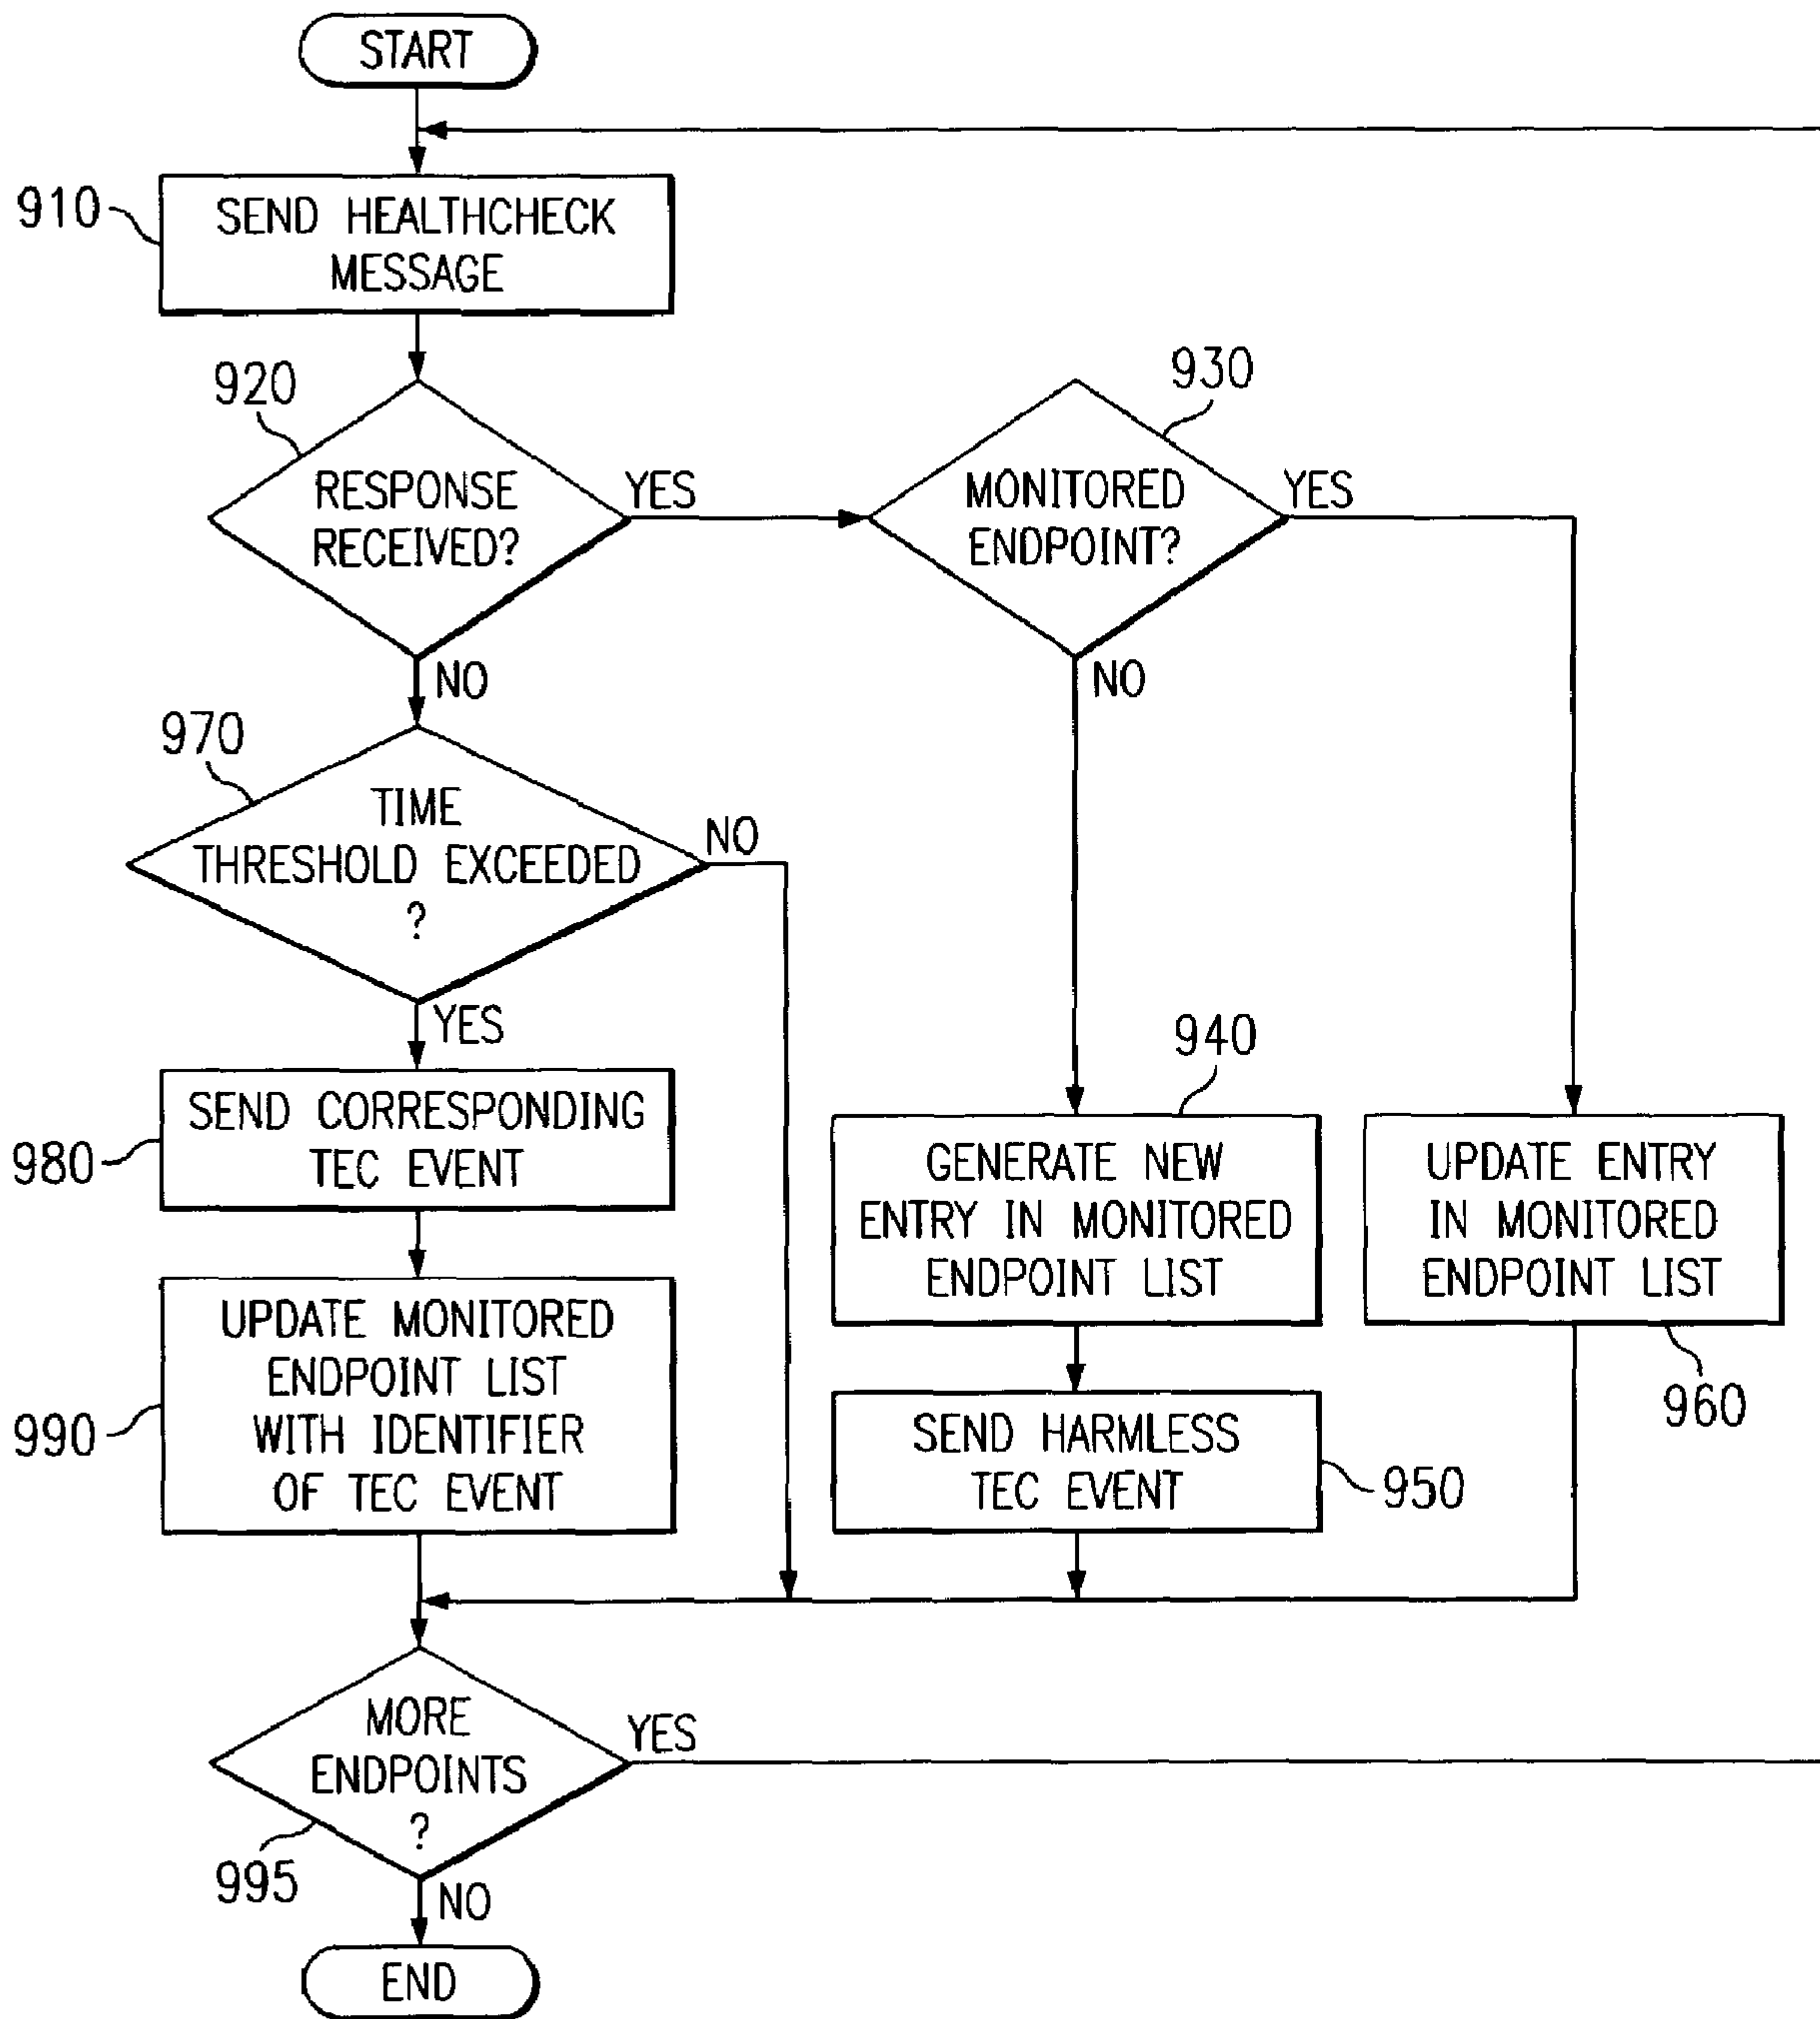 START
910
SEND HEALTHCHECK
MESSAGE
920
RESPONSE
RECEIVED?
YES
NO
930
MONITORED
ENDPOINT?
YES
NO
970
TIME
THRESHOLD EXCEEDED
?
NO
YES
980
SEND CORRESPONDING
TEC EVENT
940
GENERATE NEW
ENTRY IN MONITORED
ENDPOINT LIST
UPDATE ENTRY
IN MONITORED
ENDPOINT LIST
960
990
UPDATE MONITORED
ENDPOINT LIST
WITH IDENTIFIER
OF TEC EVENT
SEND HARMLESS
TEC EVENT
950
MORE
ENDPOINTS
?
YES
995
NO
END